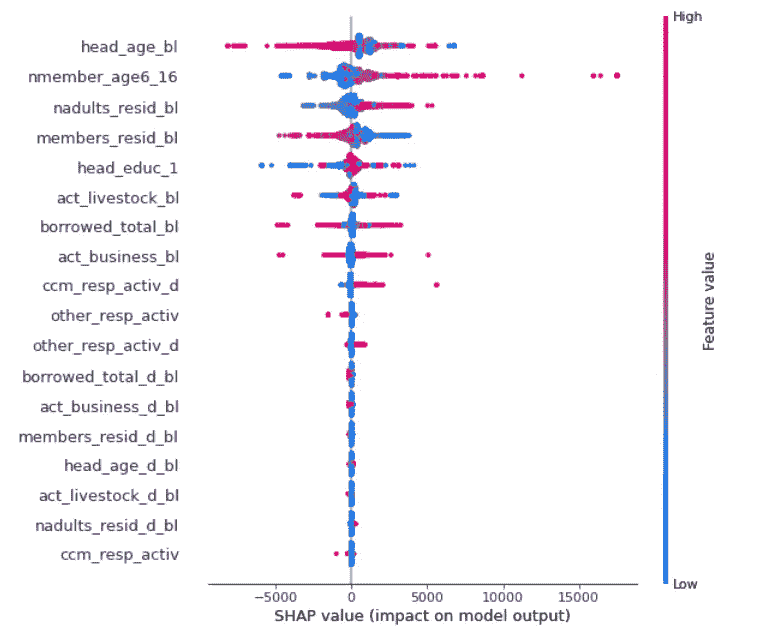 High
head_age_bl
nmember_age6_16
nadults_resid_bl
members_resid_bl
head_educ_1
act_livestock_bl
borrowed_total_bl
act_business_bl
ccm_resp_activ_d
other_resp_activ
other_resp_activ_d
borrowed_total_d_bl
act_business_d_bl
members_resid_d_bl
head_age_d_bl
act_livestock_d_bl
nadults_resid_d_bl
ccm_resp_activ
Feature value
Low
−5000 0 5000 10000 15000
SHAP value (impact on model output)